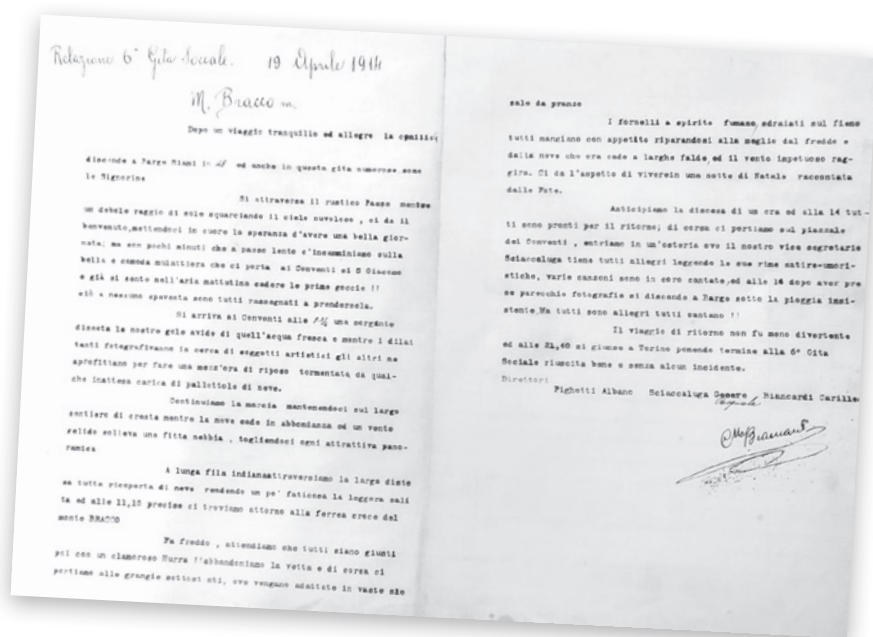 Relazione 6ª Gita Sociale. 19 Aprile 1914
M. Bracco m.
Dopo un viaggio tranquillo ed allegro la
discende a Barge Miani in ed anche in questa gita numerose sono
le Signorine
Si attraversa il rustico Paese mentre
un debole raggio di sole squarciando il cielo nuvoloso , ci da il
benvenuto,mettendoci in cuore la speranza d'avere una bella gior-
nata; ma son pochi minuti che a passo lento c'incamminiamo sulla
bella e comoda mulattiera che ci porta ai Conventi ai S Giacomo
e già si sente nell'aria mattutina cadere le prime goccie !!
ciò a nessuno spaventa sono tutti rassegnati a prendersela.
Si arriva ai Conventi alle una sorgente
disseta le nostre gole avide di quell'acqua fresca e mentre i dilet
tanti fotografivanno in cerca di soggetti artistici gli altri ne
aprofittano per fare una mezz'ora di riposo tormentata da qual-
che inattesa carica di pallottole di neve.
Continuiamo la marcia mantenendoci sul largo
sentiero di cresta mentre la neve cade in abbondanza ed un vento
gelido solleva una fitta nebbia , togliendoci ogni attrattiva pano-
ramica
A lunga fila indianaattraversiamo la larga diste
sa tutta ricoperta di neve rendendo un po' faticosa la leggera sali
ta ed alle 11,15 precise ci troviamo attorno alla ferrea croce del
monte BRACCO
Fa freddo , attendiamo che tutti siano giunti
poi con un clamoroso Hurra !!abbandoniamo la vetta e di corsa ci
portiamo alle grangie sottost nti, ove vengano adattate in vaste sie
sale da pranzo
I fornelli a spirito fumano,sdraiati sul fieno
tutti mangiano con appetito riparandosi alla meglio dal freddo e
dalla neve che ora cade a larghe falde,ed il vento impetuoso rag-
gira. Ci da l'aspetto di viverein una notte di Natale raccontata
dalle Fate.
Anticipiamo la discesa di un ora ed alla 14 tut-
ti sono pronti per il ritorno; di corsa ci portiamo sul piazzale
dei Conventi , entriamo in un'osteria ove il nostro vice segretario
Sciaccaluga tiene tutti allegri leggendo le sue rime satire-umori-
stiche, varie canzoni sono in coro cantate,ed alle 16 dopo aver pre
se parecchie fotografie si discende a Barge sotto la pioggia insi-
stente,Ma tutti sono allegri tutti cantano !!
Il viaggio di ritorno non fu meno divertente
ed alle 21,40 si giunse a Torino ponendo termine alla 6ª Gita
Sociale riuscita bene e senza alcun incidente.
Direttori
Pighetti Albano Sciaccaluga Biancardi Carillo